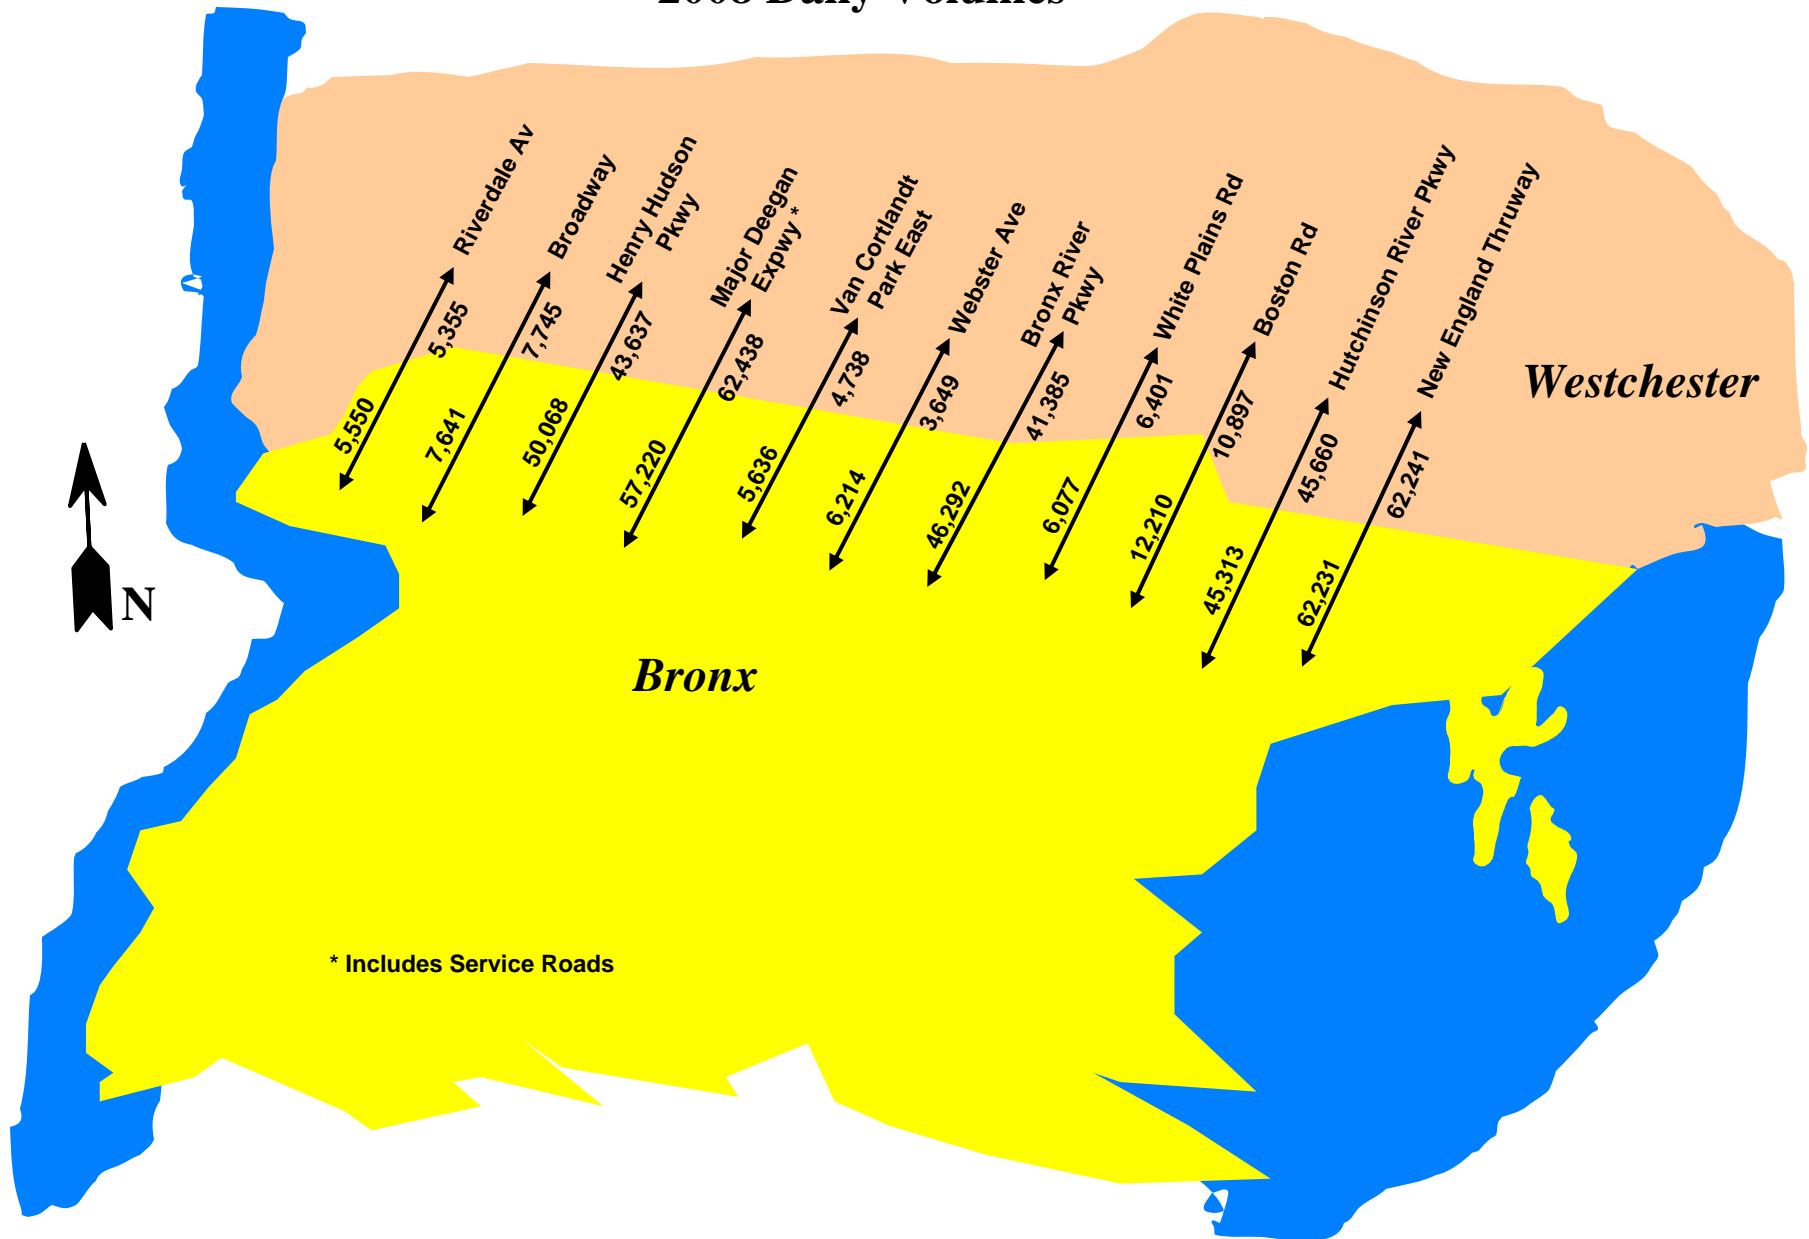 2008 Daily Volumes
Riverdale Av
5,355
5,550
Broadway
7,745
7,641
Henry Hudson
Pkwy
43,637
50,068
Major Deegan
Expwy *
62,438
57,220
Van Cortlandt
Park East
4,738
5,636
Webster Ave
3,649
6,214
Bronx River
Pkwy
41,385
46,292
White Plains Rd
6,401
6,077
Boston Rd
10,897
12,210
Hutchinson River Pkwy
45,660
45,313
New England Thruway
62,241
62,231
Westchester
N
Bronx
* Includes Service Roads